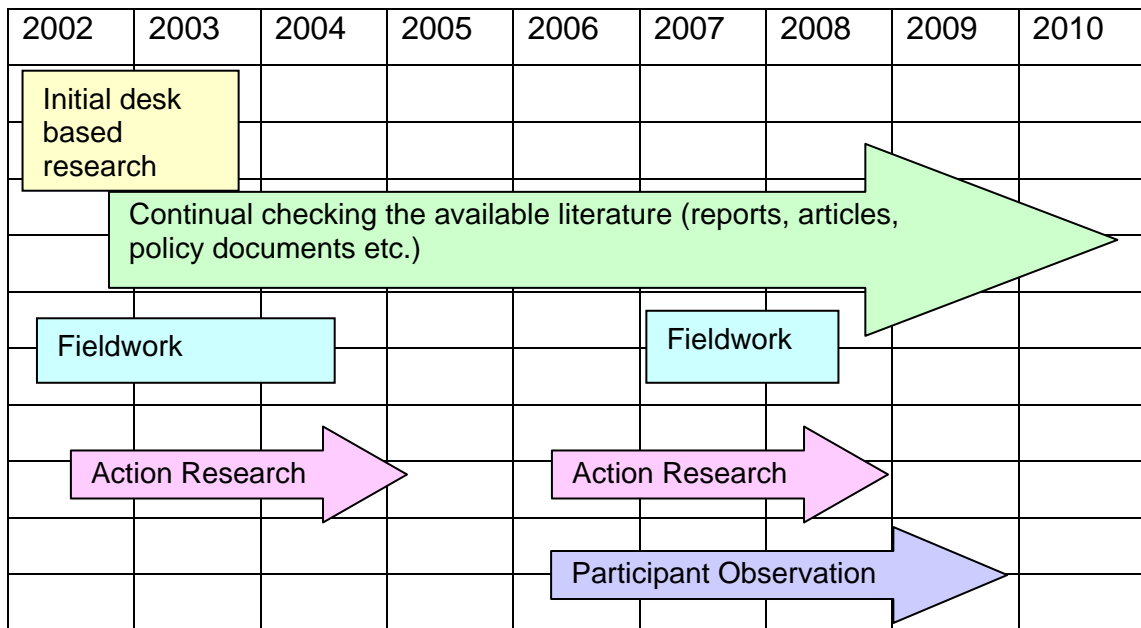 2002 2003 2004 2005 2006 2007 2008 2009 2010
Initial desk
based
research
Continual checking the available literature (reports, articles,
policy documents etc.)
Fieldwork
Fieldwork
Action Research
Action Research
Participant Observation